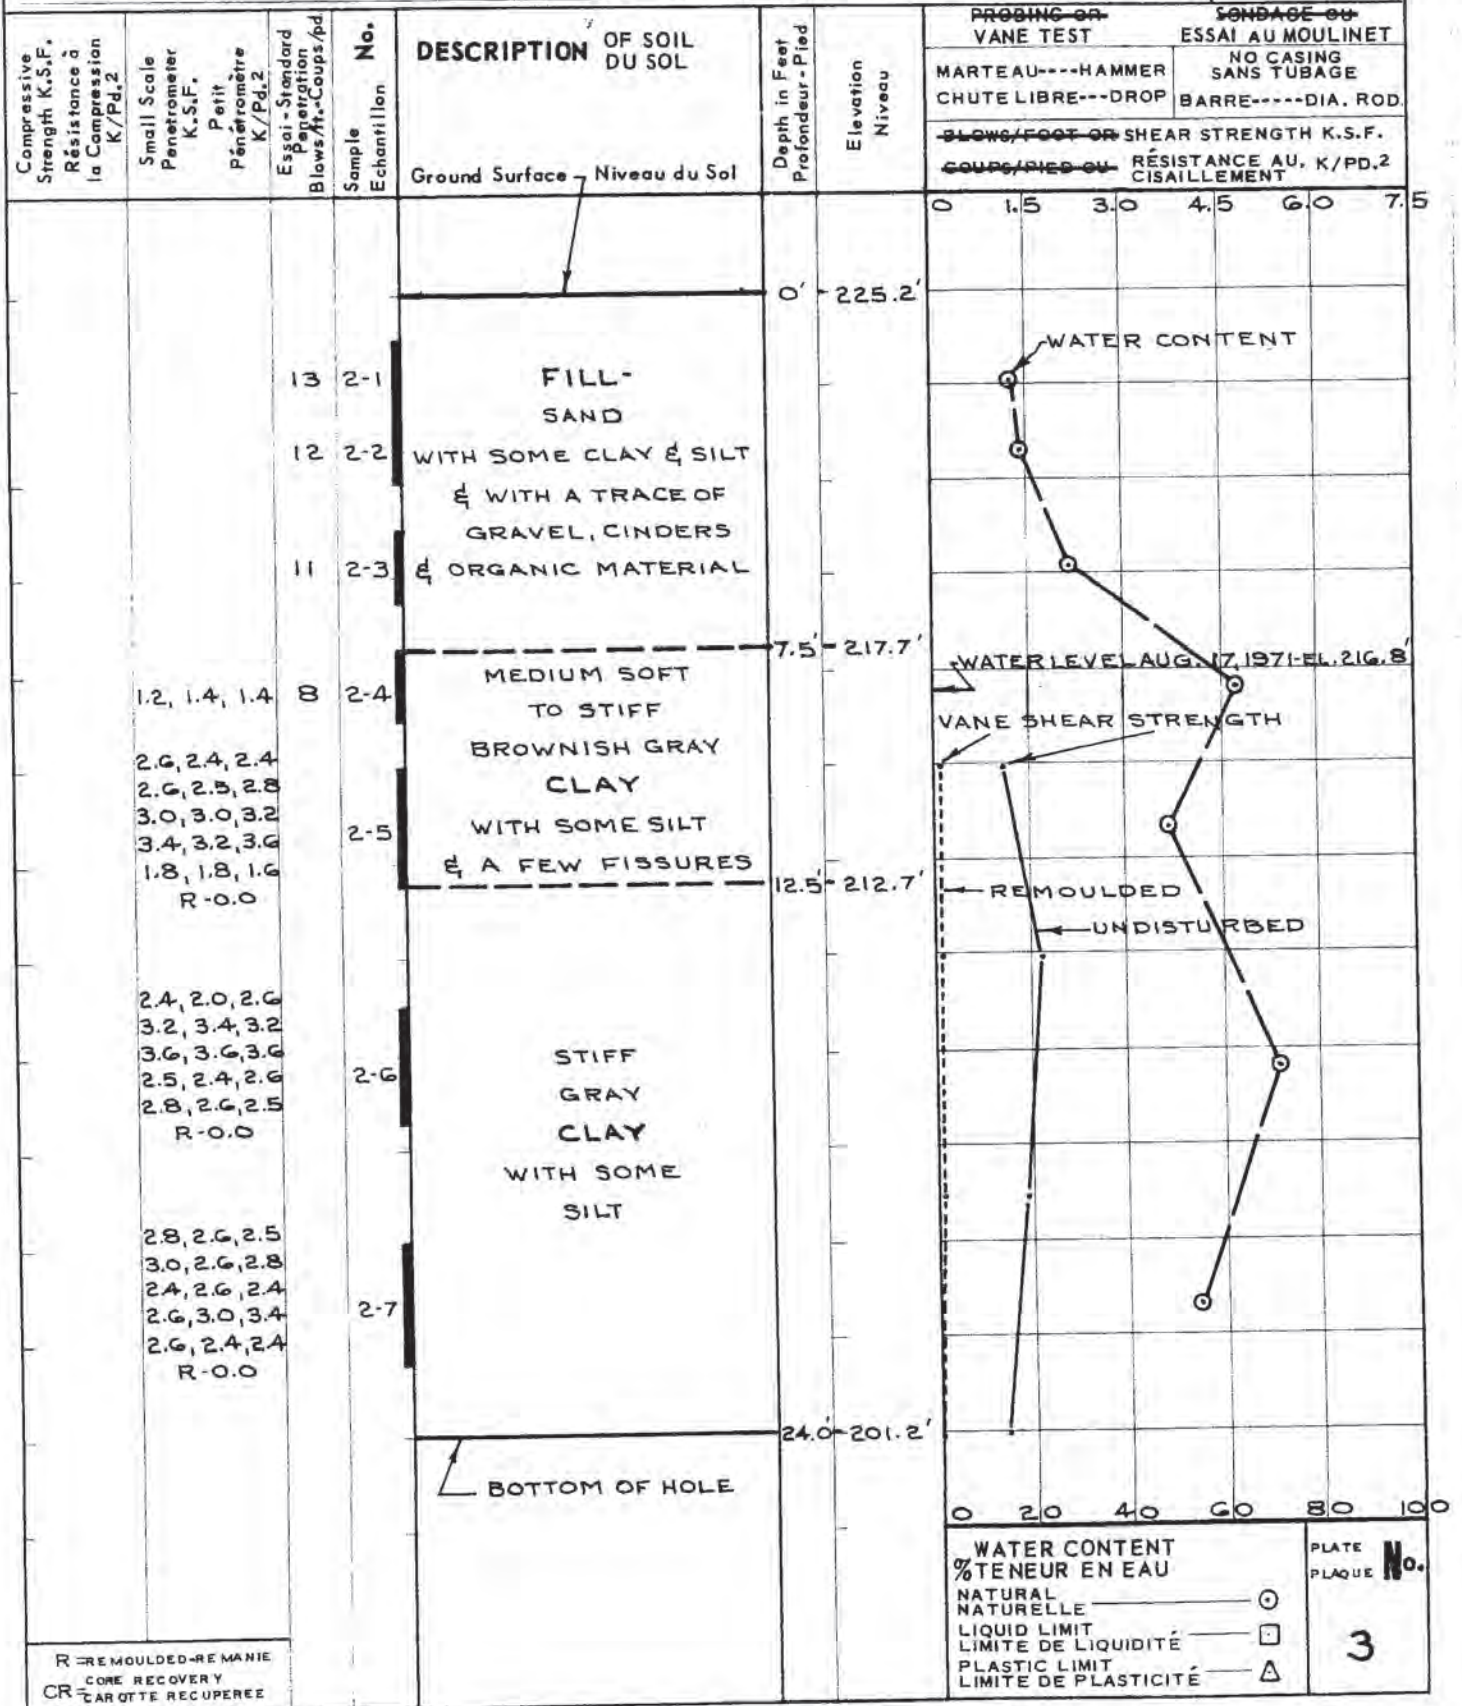 Compressive
Strength K.S.F.
Résistance à
la Compression
K/Pd.2
Small Scale
Penetrometer
K.S.F.
Petit
Pénétromètre
K/Pd.2
Essai-Standard
Penetration
Blows/ft.-Coups/pd.
Sample No.
Echantillon
DESCRIPTION OF SOIL
DU SOL
Ground Surface Niveau du Sol
Depth in Feet
Profondeur-Pied
Elevation
Niveau
PROBING OR
VANE TEST
SONDAGE OU
ESSAI AU MOULINET
MARTEAU----HAMMER
CHUTE LIBRE---DROP
NO CASING
SANS TUBAGE
BARRE-----DIA. ROD.
BLOWS/FOOT OR SHEAR STRENGTH K.S.F.
COUPS/PIED OU RÉSISTANCE AU, K/PD.2
CISAILLEMENT
0 1.5 3.0 4.5 6.0 7.5
0' 225.2'
WATER CONTENT
13 2-1 FILL-
SAND
12 2-2 WITH SOME CLAY & SILT
& WITH A TRACE OF
GRAVEL, CINDERS
11 2-3 & ORGANIC MATERIAL
7.5' 217.7'
WATER LEVEL AUG. 17, 1971-EL. 216.8'
MEDIUM SOFT
1.2, 1.4, 1.4 8 2-4 TO STIFF
VANE SHEAR STRENGTH
BROWNISH GRAY
2.6, 2.4, 2.4
2.6, 2.5, 2.8 CLAY
3.0, 3.0, 3.2
2-5 WITH SOME SILT
3.4, 3.2, 3.6
1.8, 1.8, 1.6 & A FEW FISSURES
12.5' 212.7'
R-0.0
REMOULDED
UNDISTURBED
2.4, 2.0, 2.6
3.2, 3.4, 3.2
3.6, 3.6, 3.6 STIFF
2.5, 2.4, 2.6 2-6
2.8, 2.6, 2.5 GRAY
R-0.0 CLAY
WITH SOME
SILT
2.8, 2.6, 2.5
3.0, 2.6, 2.8
2.4, 2.6, 2.4
2.6, 3.0, 3.4 2-7
2.6, 2.4, 2.4
R-0.0
24.0' 201.2'
BOTTOM OF HOLE
0 20 40 60 80 100
WATER CONTENT
% TENEUR EN EAU
NATURAL
NATURELLE
LIQUID LIMIT
LIMITE DE LIQUIDITÉ
PLASTIC LIMIT
LIMITE DE PLASTICITÉ
PLATE
PLAQUE No.
3
R=REMOULDED-REMANIE
CR=CORE RECOVERY
CAROTTE RECUPEREE